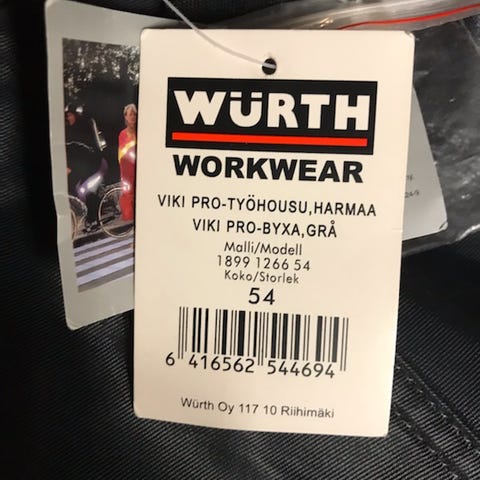 WÜRTH
WORKWEAR
VIKI PRO-TYÖHOUSU,HARMAA
VIKI PRO-BYXA,GRÅ
Malli/Modell
1899 1266 54
Koko/Storlek
54
6 416562 544694
Würth Oy 117 10 Riihimäki